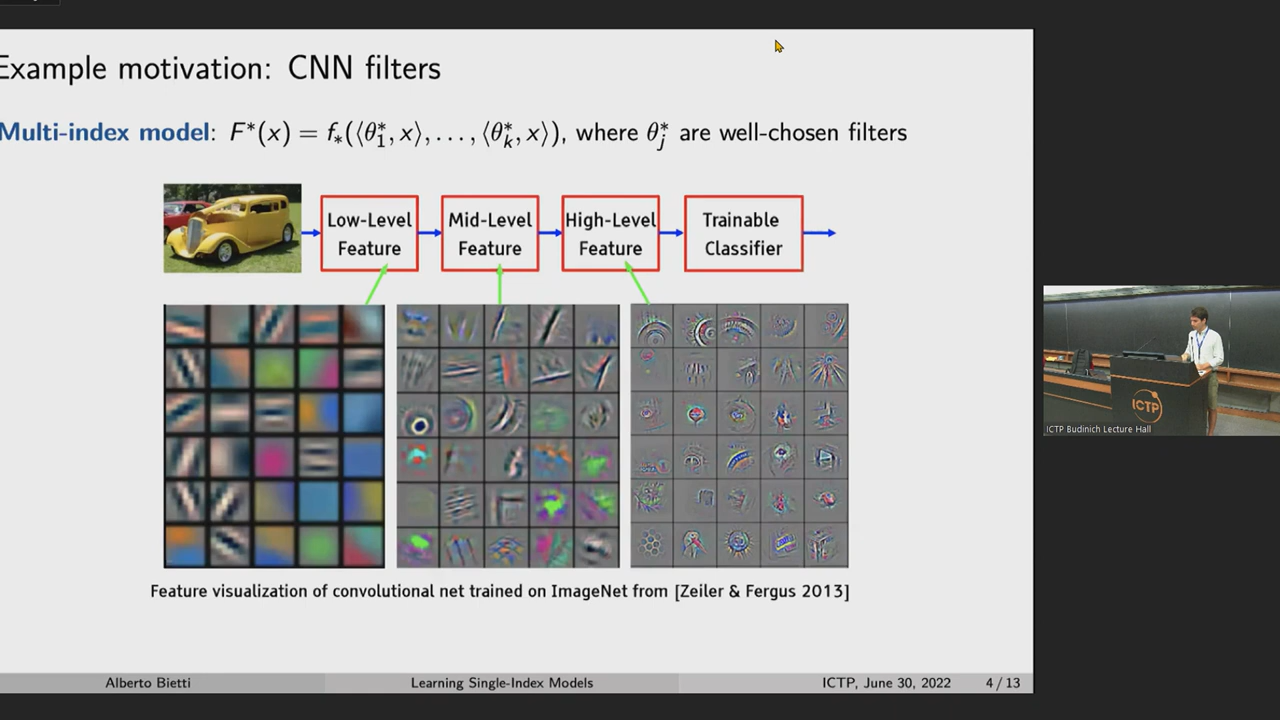 Example motivation: CNN filters
Multi-index model: F*(x) = f*(⟨θ*1, x⟩, . . . , ⟨θ*k, x⟩), where θ*j are well-chosen filters
Low-Level Feature
Mid-Level Feature
High-Level Feature
Trainable Classifier
Feature visualization of convolutional net trained on ImageNet from [Zeiler & Fergus 2013]
Alberto Bietti
Learning Single-Index Models
ICTP, June 30, 2022
4 / 13
ICTP
ICTP Budinich Lecture Hall